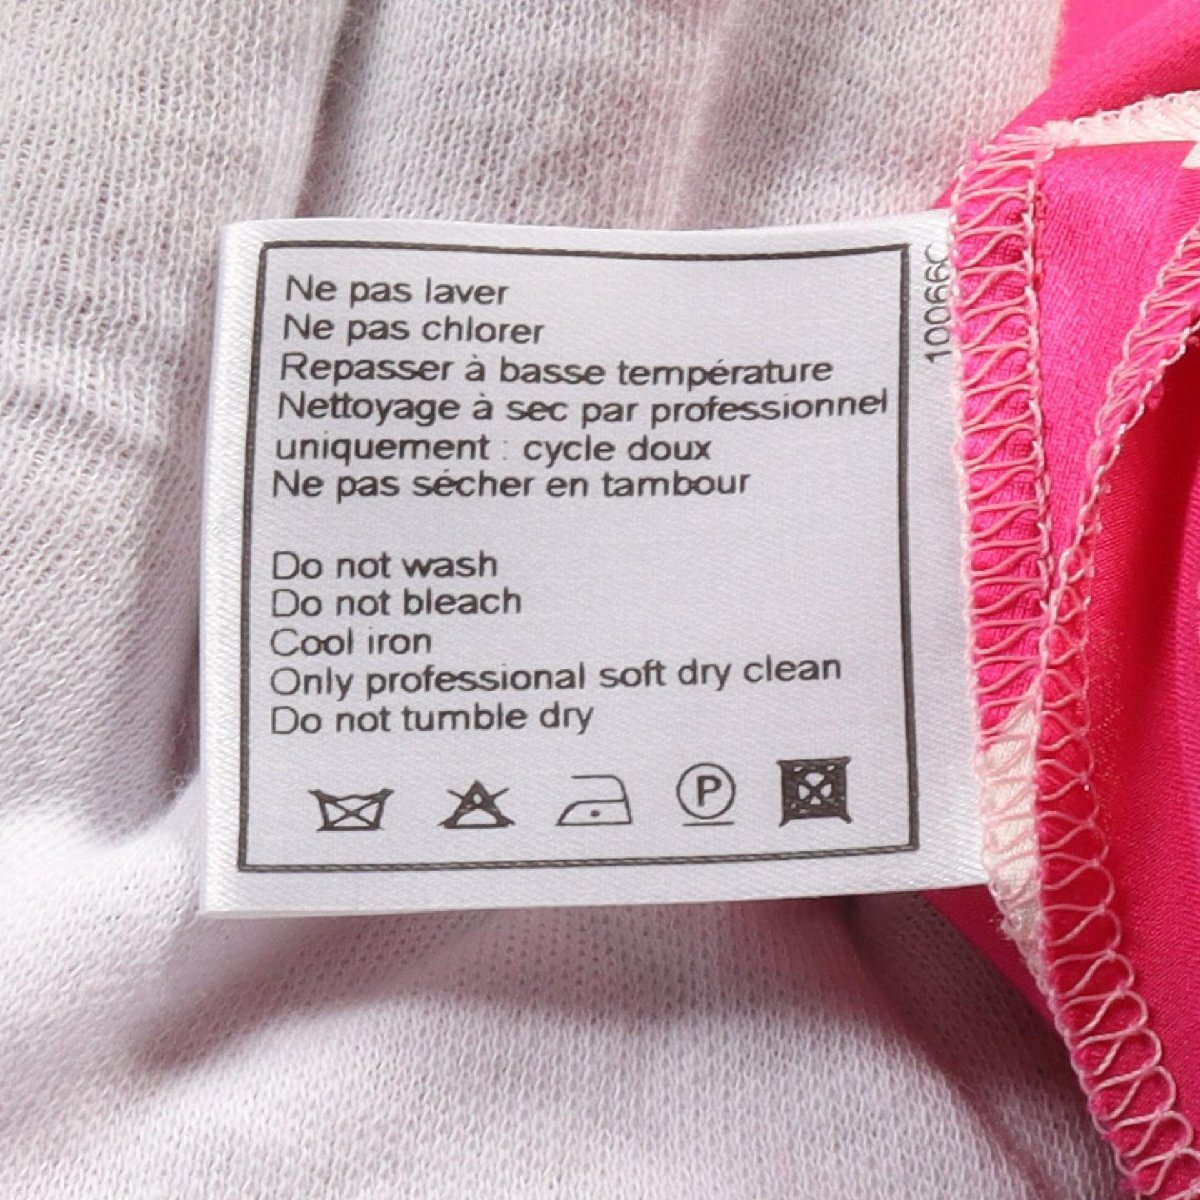 Ne pas laver
Ne pas chlorer
Repasser à basse température
Nettoyage à sec par professionnel
uniquement : cycle doux
Ne pas sécher en tambour
Do not wash
Do not bleach
Cool iron
Only professional soft dry clean
Do not tumble dry
P